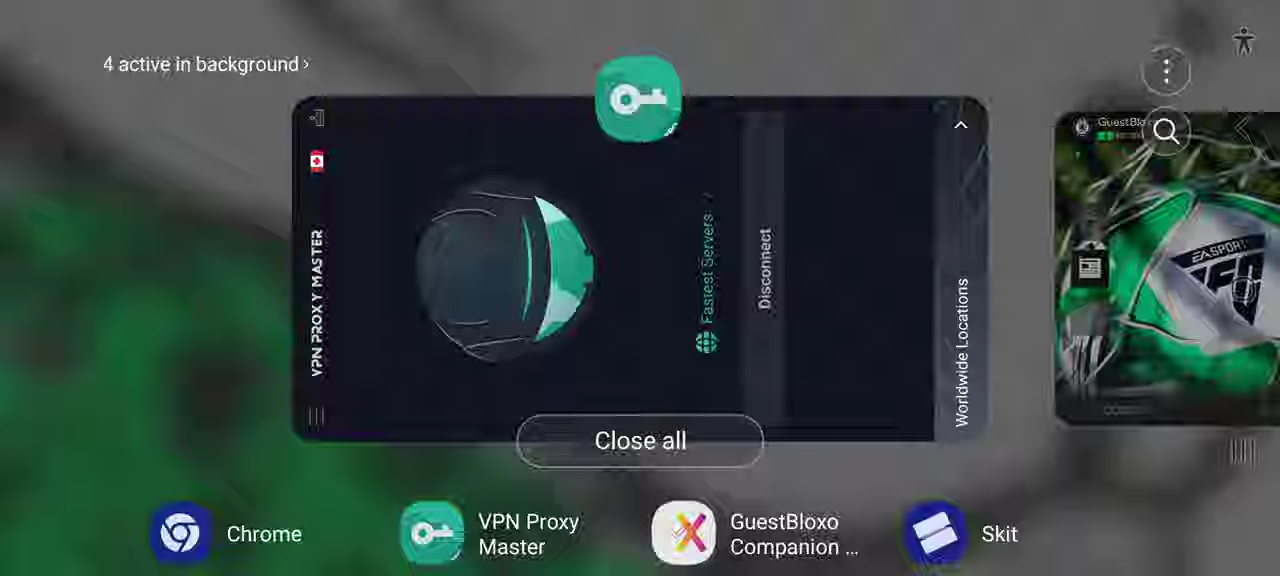 4 active in background ›
VPN PROXY MASTER
Fastest Servers
Disconnect
Worldwide Locations
GuestBlo
EA SPORTS
Close all
Chrome
VPN Proxy
Master
GuestBloxo
Companion ...
Skit